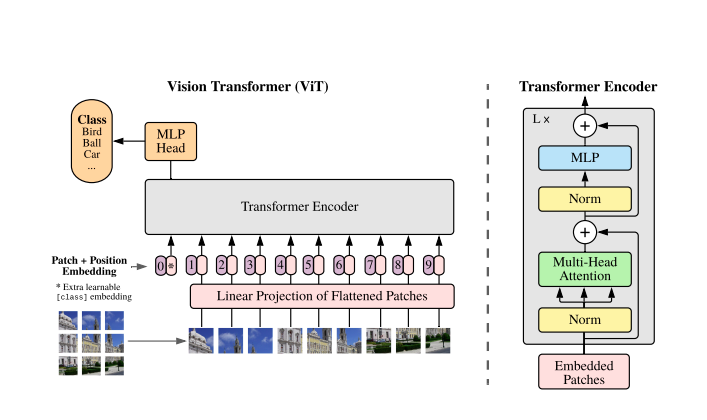 Vision Transformer (ViT)
Class
Bird
Ball
Car
...
MLP
Head
Transformer Encoder
Patch + Position
Embedding
0 * 1 2 3 4 5 6 7 8 9
* Extra learnable
[class] embedding
Linear Projection of Flattened Patches
Transformer Encoder
L x
+
MLP
Norm
+
Multi-Head
Attention
Norm
Embedded
Patches